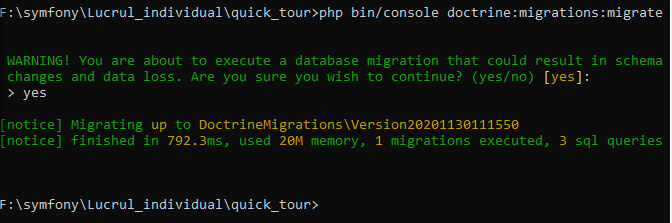 F:\symfony\Lucrul_individual\quick_tour>php bin/console doctrine:migrations:migrate
WARNING! You are about to execute a database migration that could result in schema
changes and data loss. Are you sure you wish to continue? (yes/no) [yes]:
> yes
[notice] Migrating up to DoctrineMigrations\Version20201130111550
[notice] finished in 792.3ms, used 20M memory, 1 migrations executed, 3 sql queries
F:\symfony\Lucrul_individual\quick_tour>